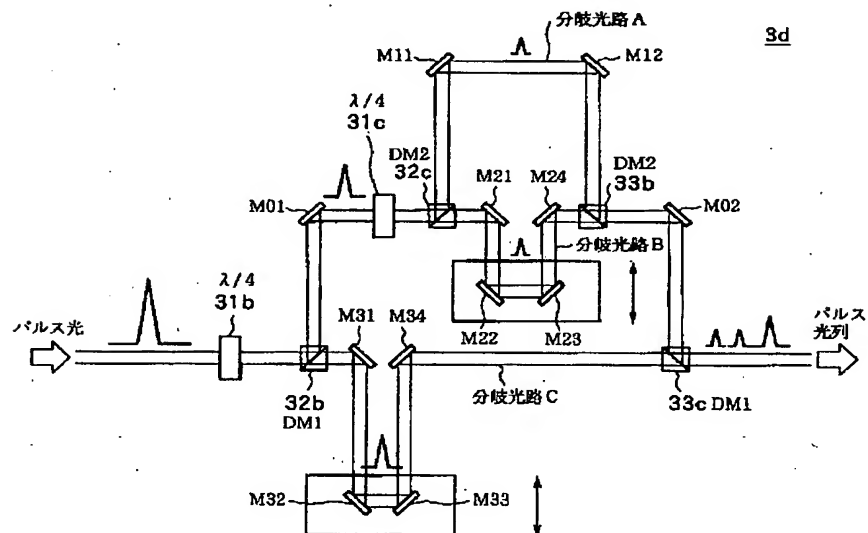 分岐光路A
3d
M11
M12
λ/4
31c
DM2
32c
M21
M24
DM2
33b
M01
M02
分岐光路B
λ/4
31b
パルス光
M31
M34
M22
M23
パルス
光列
32b
DM1
分岐光路C
33c DM1
M32
M33